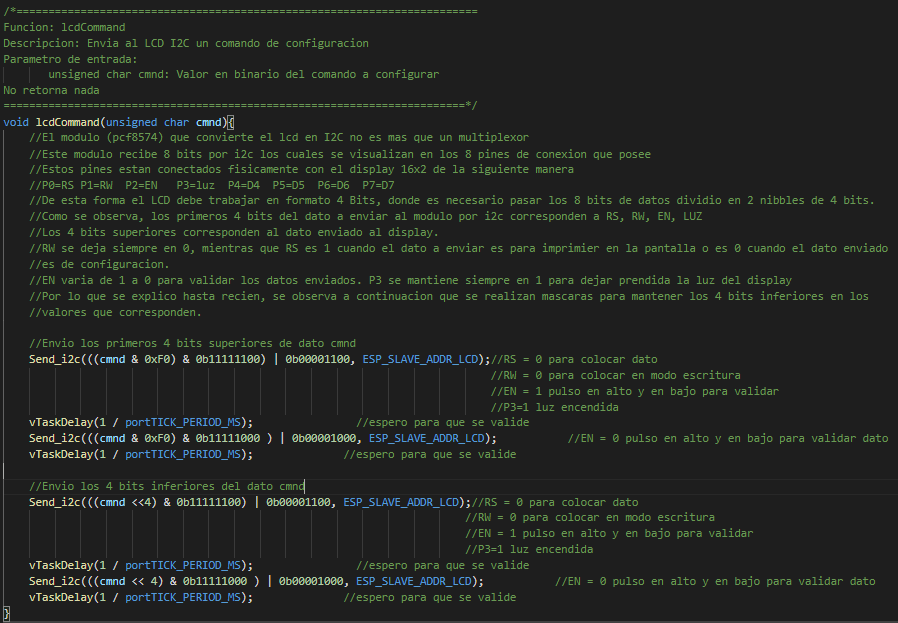 /*=======================================================================
Funcion: lcdCommand
Descripcion: Envia al LCD I2C un comando de configuracion
Parametro de entrada:
unsigned char cmnd: Valor en binario del comando a configurar
No retorna nada
=======================================================================*/
void lcdCommand(unsigned char cmnd){
//El modulo (pcf8574) que convierte el lcd en I2C no es mas que un multiplexor
//Este modulo recibe 8 bits por i2c los cuales se visualizan en los 8 pines de conexion que posee
//Estos pines estan conectados fisicamente con el display 16x2 de la siguiente manera
//P0=RS P1=RW  P2=EN   P3=luz  P4=D4  P5=D5  P6=D6  P7=D7
//De esta forma el LCD debe trabajar en formato 4 Bits, donde es necesario pasar los 8 bits de datos dividio en 2 nibbles de 4 bits.
//Como se observa, los primeros 4 bits del dato a enviar al modulo por i2c corresponden a RS, RW, EN, LUZ
//Los 4 bits superiores corresponden al dato enviado al display.
//RW se deja siempre en 0, mientras que RS es 1 cuando el dato a enviar es para imprimier en la pantalla o es 0 cuando el dato enviado
//es de configuracion.
//EN varia de 1 a 0 para validar los datos enviados. P3 se mantiene siempre en 1 para dejar prendida la luz del display
//Por lo que se explico hasta recien, se observa a continuacion que se realizan mascaras para mantener los 4 bits inferiores en los
//valores que corresponden.
//Envio los primeros 4 bits superiores de dato cmnd
Send_i2c(((cmnd & 0xF0) & 0b11111100) | 0b00001100, ESP_SLAVE_ADDR_LCD);//RS = 0 para colocar dato
//RW = 0 para colocar en modo escritura
//EN = 1 pulso en alto y en bajo para validar
//P3=1 luz encendida
vTaskDelay(1 / portTICK_PERIOD_MS);                //espero para que se valide
Send_i2c(((cmnd & 0xF0) & 0b11111000 ) | 0b00001000, ESP_SLAVE_ADDR_LCD);           //EN = 0 pulso en alto y en bajo para validar dato
vTaskDelay(1 / portTICK_PERIOD_MS);              //espero para que se valide
//Envio los 4 bits inferiores del dato cmnd
Send_i2c(((cmnd <<4) & 0b11111100) | 0b00001100, ESP_SLAVE_ADDR_LCD);//RS = 0 para colocar dato
//RW = 0 para colocar en modo escritura
//EN = 1 pulso en alto y en bajo para validar
//P3=1 luz encendida
vTaskDelay(1 / portTICK_PERIOD_MS);                //espero para que se valide
Send_i2c(((cmnd << 4) & 0b11111000 ) | 0b00001000, ESP_SLAVE_ADDR_LCD);           //EN = 0 pulso en alto y en bajo para validar dato
vTaskDelay(1 / portTICK_PERIOD_MS);              //espero para que se valide
}